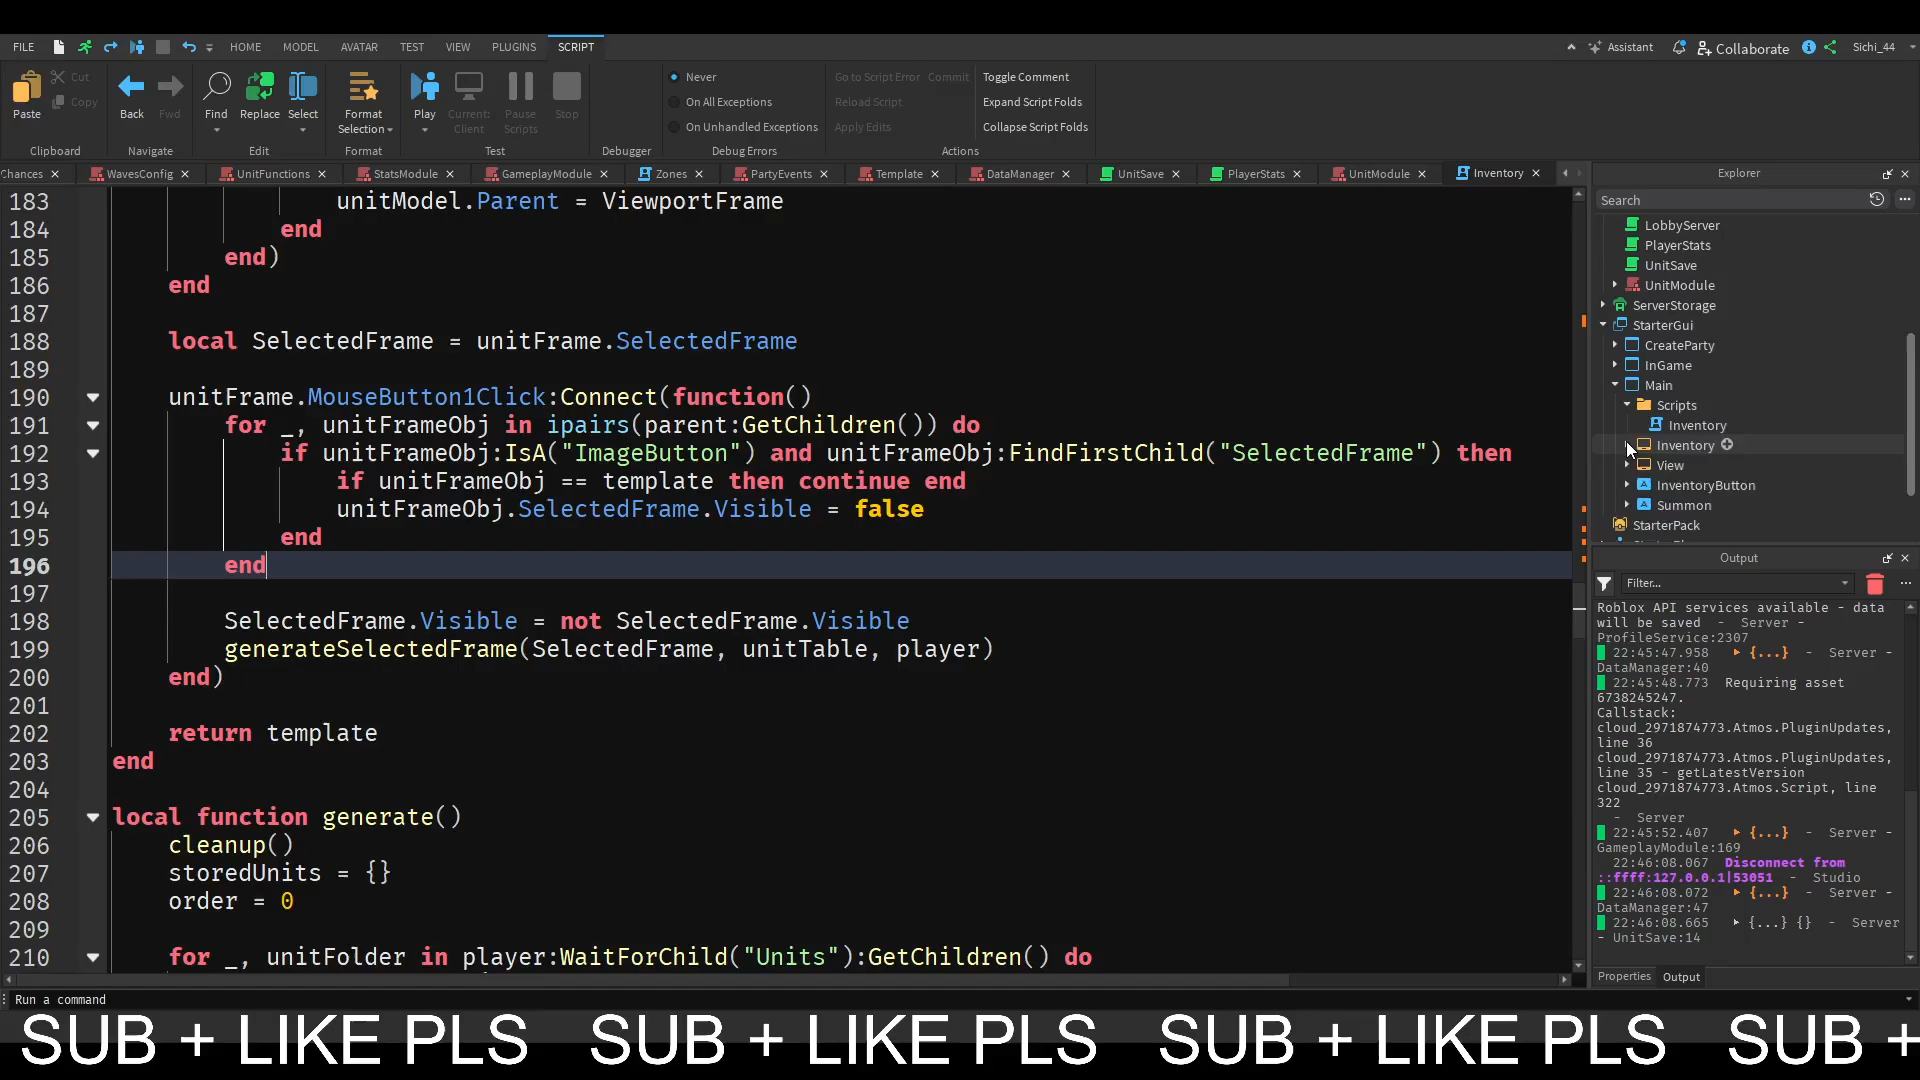 FILE HOME MODEL AVATAR TEST VIEW PLUGINS SCRIPT Assistant Collaborate Sichi_44
Paste Cut Copy Back Fwd Find Replace Select Format Selection Play Current: Client Pause Scripts Stop
Never
On All Exceptions
On Unhandled Exceptions
Go to Script Error Commit
Reload Script
Apply Edits
Toggle Comment
Expand Script Folds
Collapse Script Folds
Clipboard Navigate Edit Format Test Debugger Debug Errors Actions
Chances WavesConfig UnitFunctions StatsModule GameplayModule Zones PartyEvents Template DataManager UnitSave PlayerStats UnitModule Inventory
183 unitModel.Parent = ViewportFrame
184 end
185 end)
186 end
187
188 local SelectedFrame = unitFrame.SelectedFrame
189
190 unitFrame.MouseButton1Click:Connect(function()
191 for _, unitFrameObj in ipairs(parent:GetChildren()) do
192 if unitFrameObj:IsA("ImageButton") and unitFrameObj:FindFirstChild("SelectedFrame") then
193 if unitFrameObj == template then continue end
194 unitFrameObj.SelectedFrame.Visible = false
195 end
196 end
197
198 SelectedFrame.Visible = not SelectedFrame.Visible
199 generateSelectedFrame(SelectedFrame, unitTable, player)
200 end)
201
202 return template
203 end
204
205 local function generate()
206 cleanup()
207 storedUnits = {}
208 order = 0
209
210 for _, unitFolder in player:WaitForChild("Units"):GetChildren() do
Explorer
Search
LobbyServer
PlayerStats
UnitSave
UnitModule
ServerStorage
StarterGui
CreateParty
InGame
Main
Scripts
Inventory
Inventory
View
InventoryButton
Summon
StarterPack
Output
Filter...
Roblox API services available - data
will be saved - Server -
ProfileService:2307
22:45:47.958 ▸ {...} - Server -
DataManager:40
22:45:48.773 Requiring asset
6738245247.
Callstack:
cloud_2971874773.Atmos.PluginUpdates,
line 36
cloud_2971874773.Atmos.PluginUpdates,
line 35 - getLatestVersion
cloud_2971874773.Atmos.Script, line
322
- Server
22:45:52.407 ▸ {...} - Server -
GameplayModule:169
22:46:08.067 Disconnect from
::ffff:127.0.0.1|53051 - Studio
22:46:08.072 ▸ {...} - Server -
DataManager:47
22:46:08.665 ▸ {...} {} - Server
- UnitSave:14
Properties Output
Run a command
SUB + LIKE PLS SUB + LIKE PLS SUB + LIKE PLS SUB +